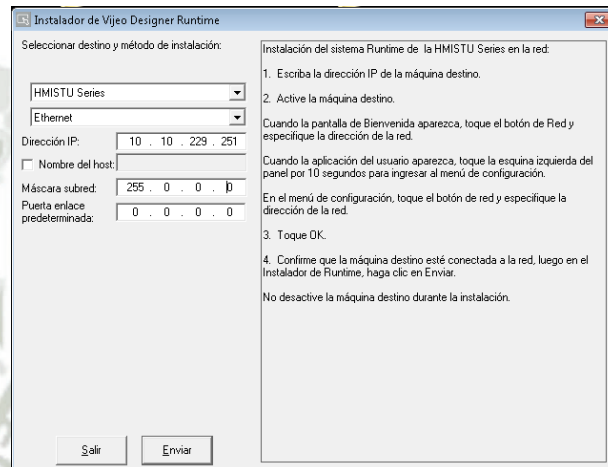 Instalador de Vijeo Designer Runtime
Seleccionar destino y método de instalación:
HMISTU Series
Ethernet
Dirección IP: 10 . 10 . 229 . 251
Nombre del host:
Máscara subred: 255 . 0 . 0 . 0
Puerta enlace
predeterminada: 0 . 0 . 0 . 0
Salir
Enviar
Instalación del sistema Runtime de la HMISTU Series en la red:
1. Escriba la dirección IP de la máquina destino.
2. Active la máquina destino.
Cuando la pantalla de Bienvenida aparezca, toque el botón de Red y
especifique la dirección de la red.
Cuando la aplicación del usuario aparezca, toque la esquina izquierda del
panel por 10 segundos para ingresar al menú de configuración.
En el menú de configuración, toque el botón de red y especifique la
dirección de la red.
3. Toque OK.
4. Confirme que la máquina destino esté conectada a la red, luego en el
Instalador de Runtime, haga clic en Enviar.
No desactive la máquina destino durante la instalación.